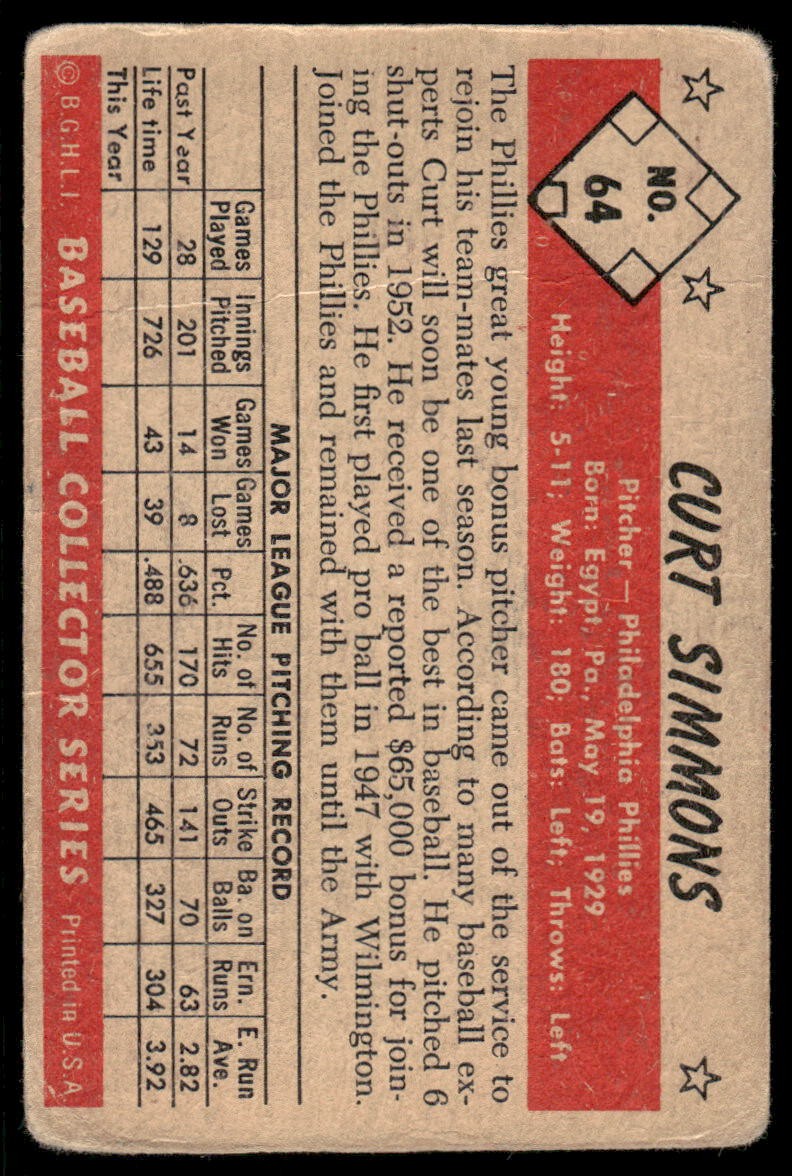 CURT SIMMONS
NO.
64
Pitcher — Philadelphia Phillies
Born: Egypt, Pa., May 19, 1929
Height: 5-11; Weight: 180; Bats: Left; Throws: Left
The Phillies great young bonus pitcher came out of the service to
rejoin his team-mates last season. According to many baseball ex-
perts Curt will soon be one of the best in baseball. He pitched 6
shut-outs in 1952. He received a reported $65,000 bonus for join-
ing the Phillies. He first played pro ball in 1947 with Wilmington.
Joined the Phillies and remained with them until the Army.
MAJOR LEAGUE PITCHING RECORD
Games Innings Games Games No. of No. of Strike Ba. on Ern. E. Run
Played Pitched Won Lost Pct. Hits Runs Outs Balls Runs Ave.
Past Year 28 201 14 8 .636 170 72 141 70 63 2.82
Life time 129 726 43 39 .488 655 353 465 327 304 3.92
This Year
© B.G.H.L.I. BASEBALL COLLECTOR SERIES Printed in U.S.A